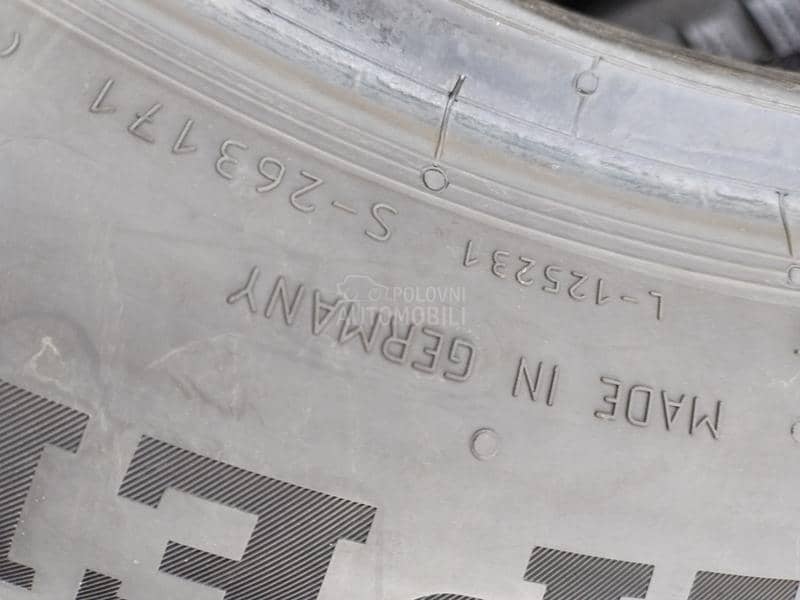 L-125231 S-263171
MADE IN GERMANY
POLOVNI
AUTOMOBILI